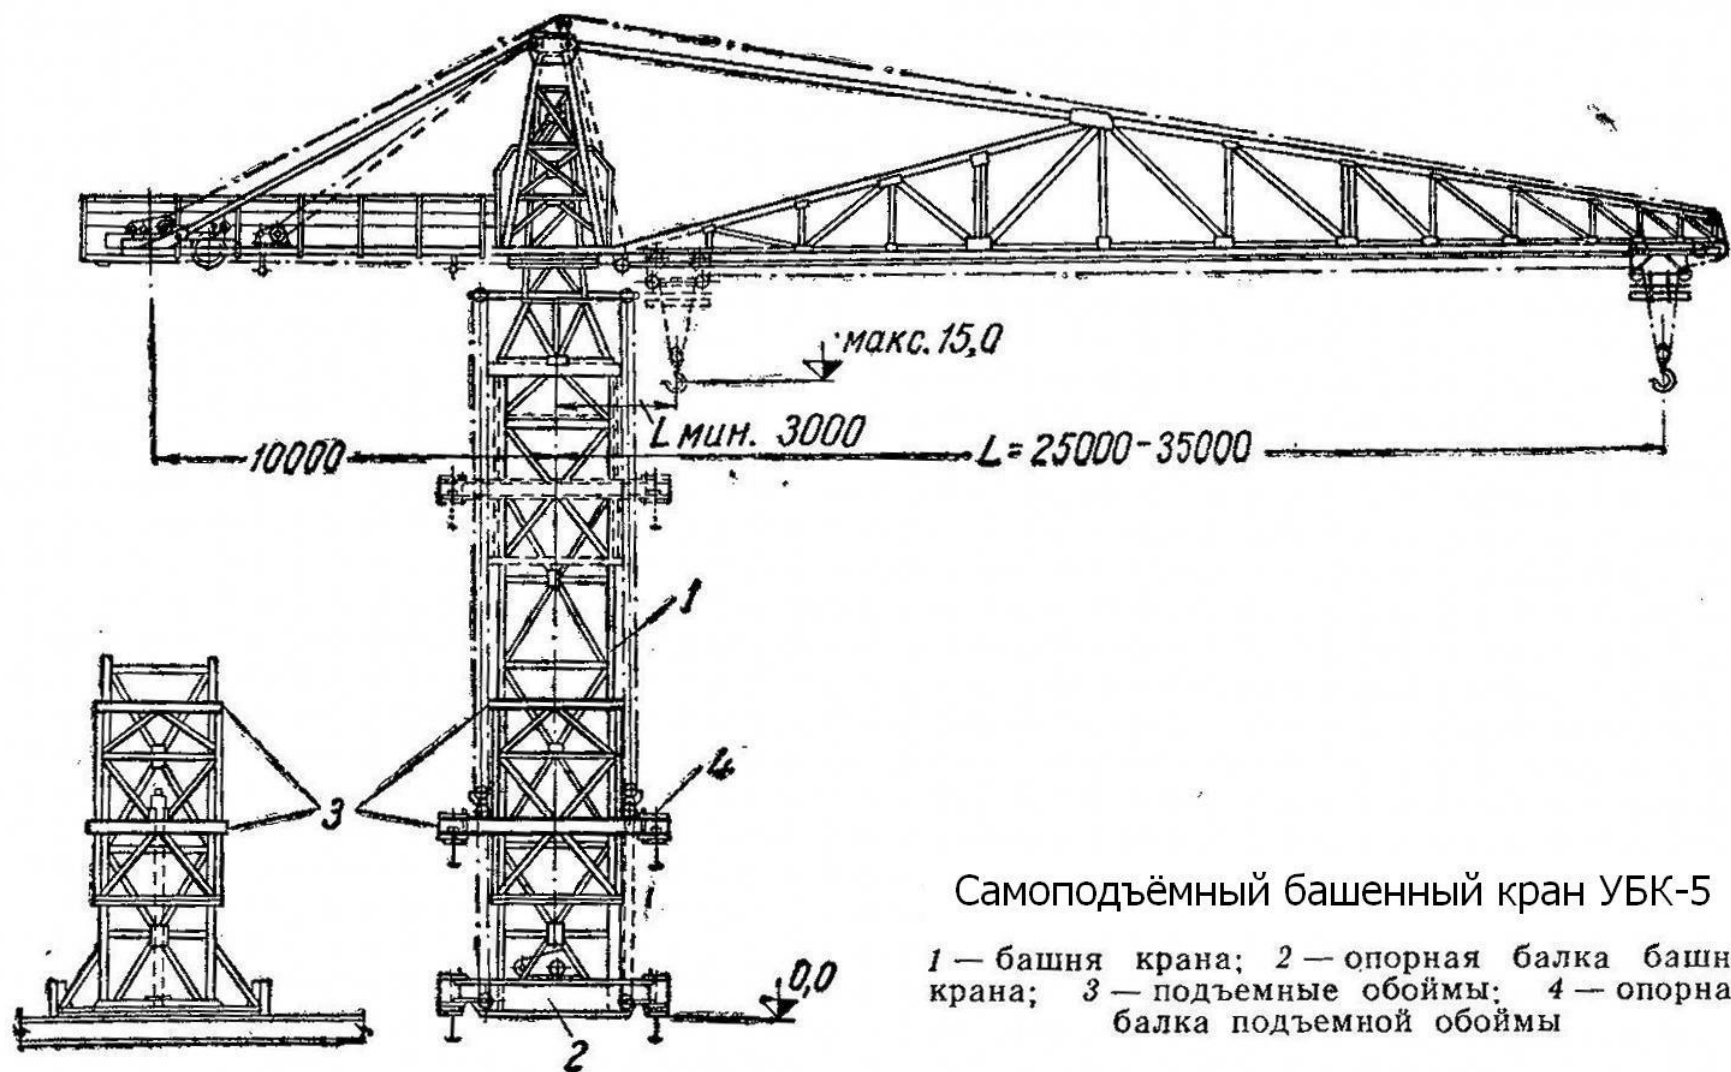 макс. 15,0
L мин. 3000
10000
L = 25000-35000
1
4
3
0,0
2
Самоподъёмный башенный кран УБК-5
1 — башня крана; 2 — опорная балка башн
крана; 3 — подъемные обоймы; 4 — опорна
балка подъемной обоймы